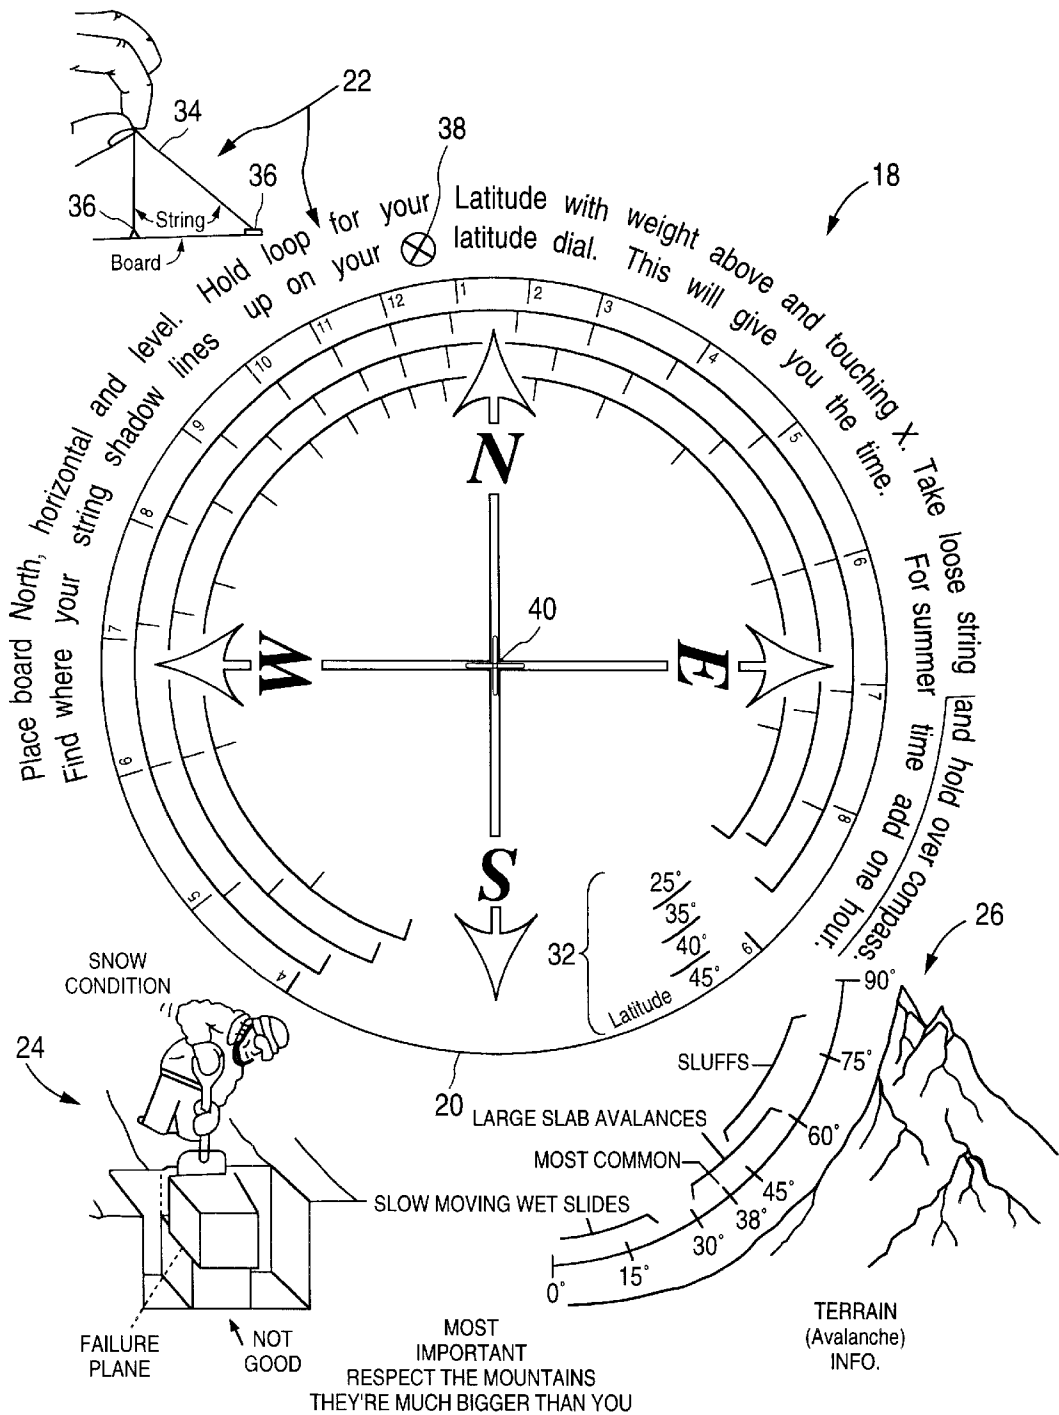 22
34
38
36
36
String
Board
18
Place board North, horizontal and level. Hold loop for your Latitude with weight above and touching X. Take loose string and hold over compass.
Find where your string shadow lines up on your latitude dial. This will give you the time. For summer time add one hour.
4
5
6
7
8
9
10
11
12
1
2
3
4
5
6
7
8
9
N
W
E
S
40
25°
35°
40°
45°
Latitude
32
20
SNOW
CONDITION
24
FAILURE
PLANE
NOT
GOOD
26
90°
75°
60°
45°
38°
30°
15°
0°
SLUFFS
LARGE SLAB AVALANCES
MOST COMMON
SLOW MOVING WET SLIDES
TERRAIN
(Avalanche)
INFO.
MOST
IMPORTANT
RESPECT THE MOUNTAINS
THEY'RE MUCH BIGGER THAN YOU